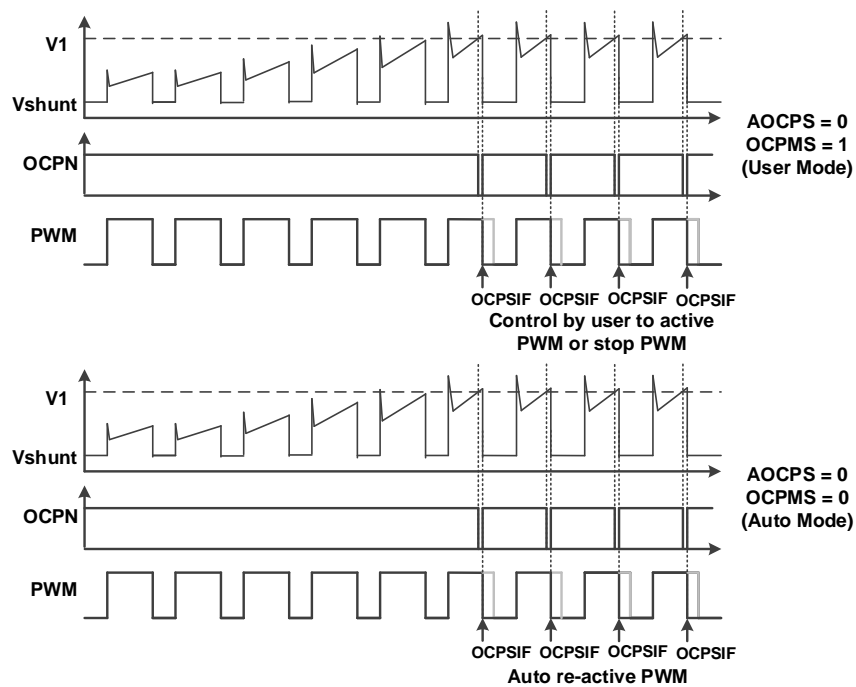 V1
Vshunt
AOCPS = 0
OCPMS = 1
(User Mode)
OCPN
PWM
OCPSIF OCPSIF OCPSIF OCPSIF
Control by user to active
PWM or stop PWM
V1
Vshunt
AOCPS = 0
OCPMS = 0
(Auto Mode)
OCPN
PWM
OCPSIF OCPSIF OCPSIF OCPSIF
Auto re-active PWM